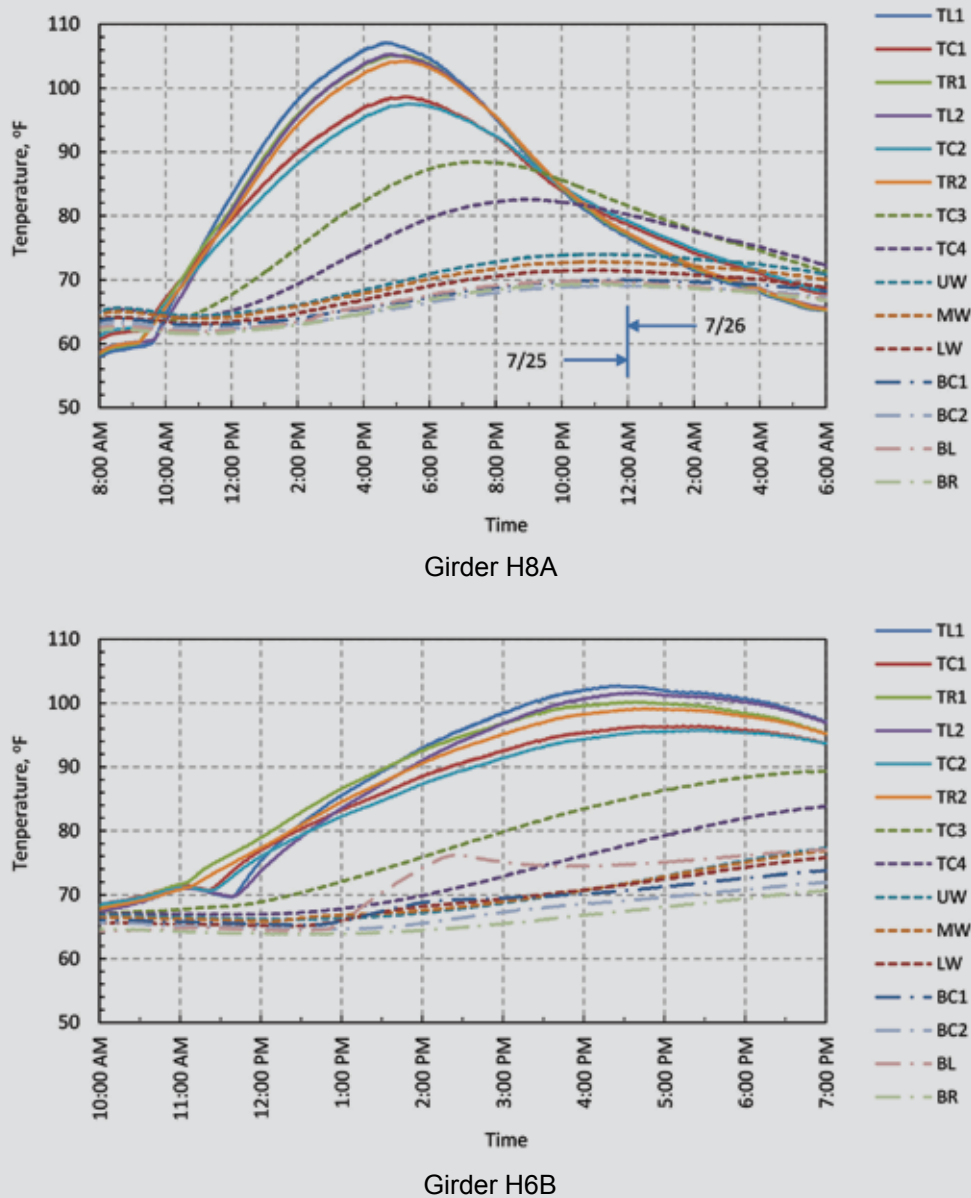 110
100
90
80
70
60
50
Tenperature, ºF
8:00 AM
10:00 AM
12:00 PM
2:00 PM
4:00 PM
6:00 PM
8:00 PM
10:00 PM
12:00 AM
2:00 AM
4:00 AM
6:00 AM
7/26
7/25
Time
TL1
TC1
TR1
TL2
TC2
TR2
TC3
TC4
UW
MW
LW
BC1
BC2
BL
BR
Girder H8A
110
100
90
80
70
60
50
Tenperature, ºF
10:00 AM
11:00 AM
12:00 PM
1:00 PM
2:00 PM
3:00 PM
4:00 PM
5:00 PM
6:00 PM
7:00 PM
Time
TL1
TC1
TR1
TL2
TC2
TR2
TC3
TC4
UW
MW
LW
BC1
BC2
BL
BR
Girder H6B